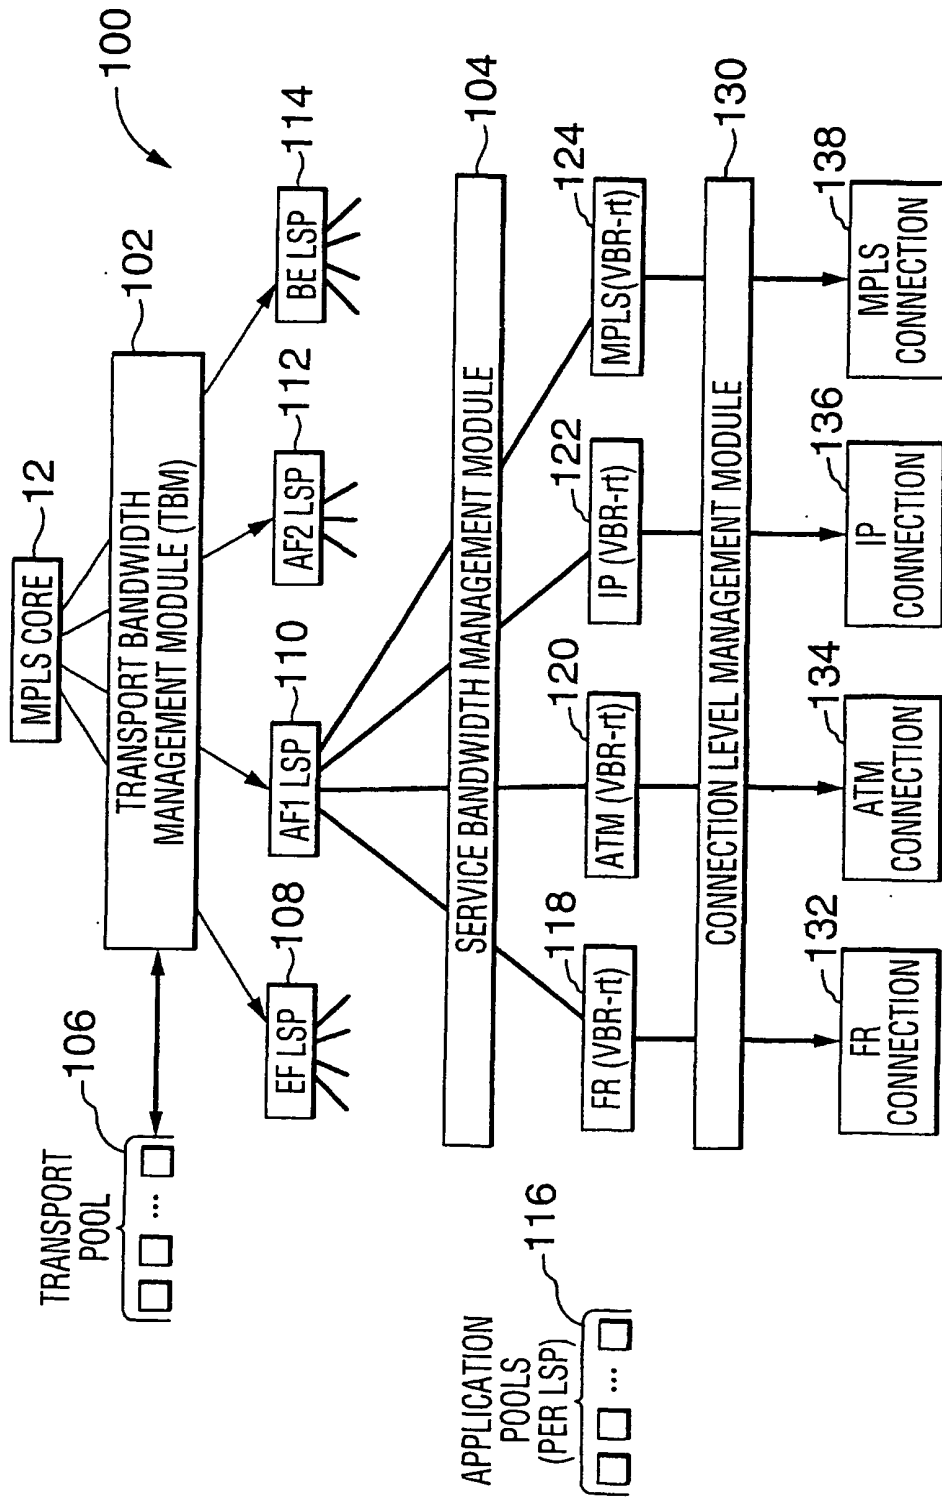 100
MPLS CORE
12
TRANSPORT BANDWIDTH
MANAGEMENT MODULE (TBM)
102
TRANSPORT
POOL
106
...
EF LSP
108
AF1 LSP
110
AF2 LSP
112
BE LSP
114
SERVICE BANDWIDTH MANAGEMENT MODULE
104
APPLICATION
POOLS
(PER LSP)
116
...
FR (VBR-rt)
118
ATM (VBR-rt)
120
IP (VBR-rt)
122
MPLS(VBR-rt)
124
CONNECTION LEVEL MANAGEMENT MODULE
130
FR
CONNECTION
132
ATM
CONNECTION
134
IP
CONNECTION
136
MPLS
CONNECTION
138